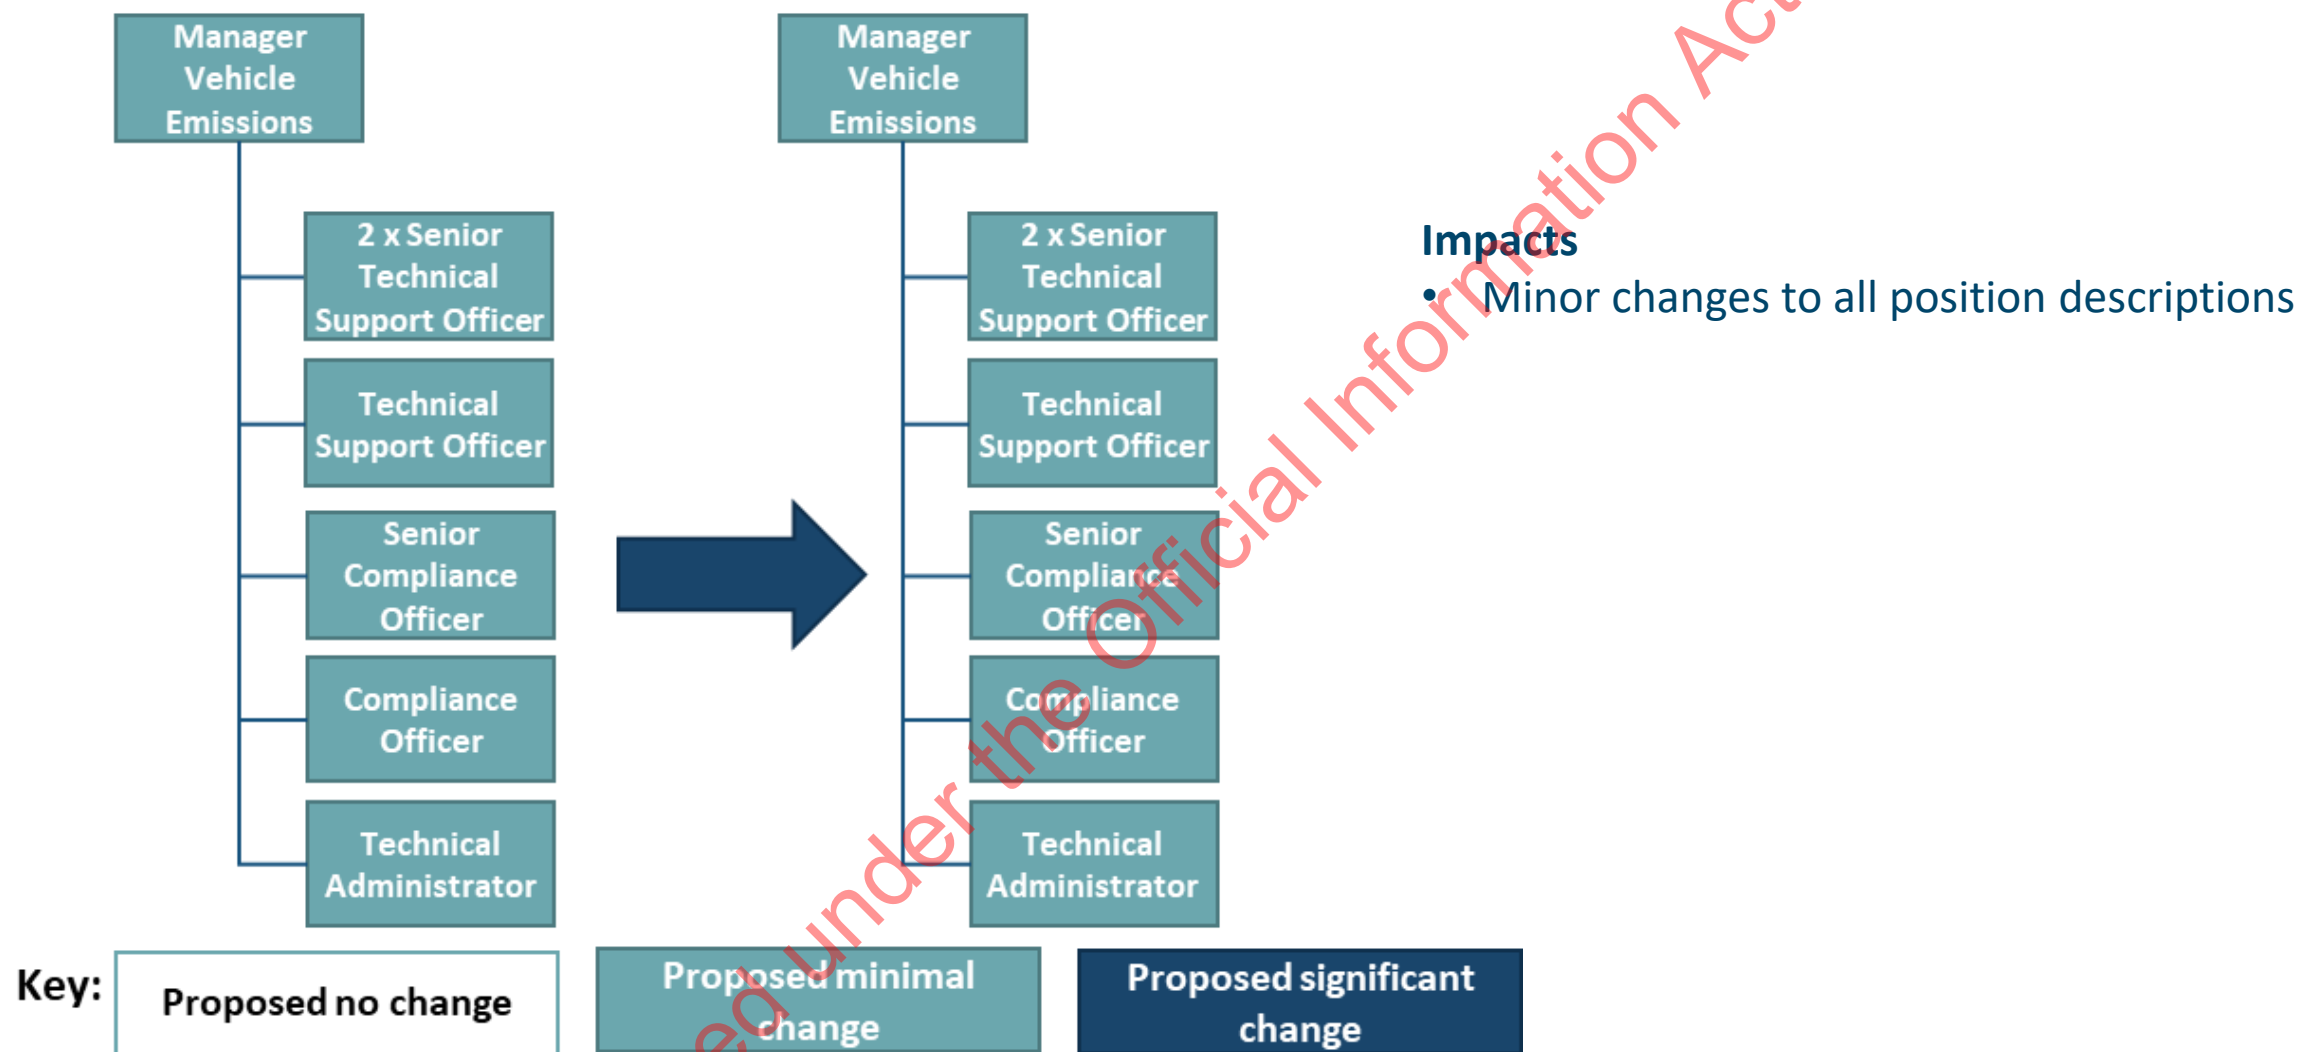 Manager
Vehicle
Emissions
2 x Senior
Technical
Support Officer
Technical
Support Officer
Senior
Compliance
Officer
Compliance
Officer
Technical
Administrator
Manager
Vehicle
Emissions
2 x Senior
Technical
Support Officer
Technical
Support Officer
Senior
Compliance
Officer
Compliance
Officer
Technical
Administrator
Impacts
• Minor changes to all position descriptions
Key:
Proposed no change
Proposed minimal
change
Proposed significant
change
ed under the Official Information Act